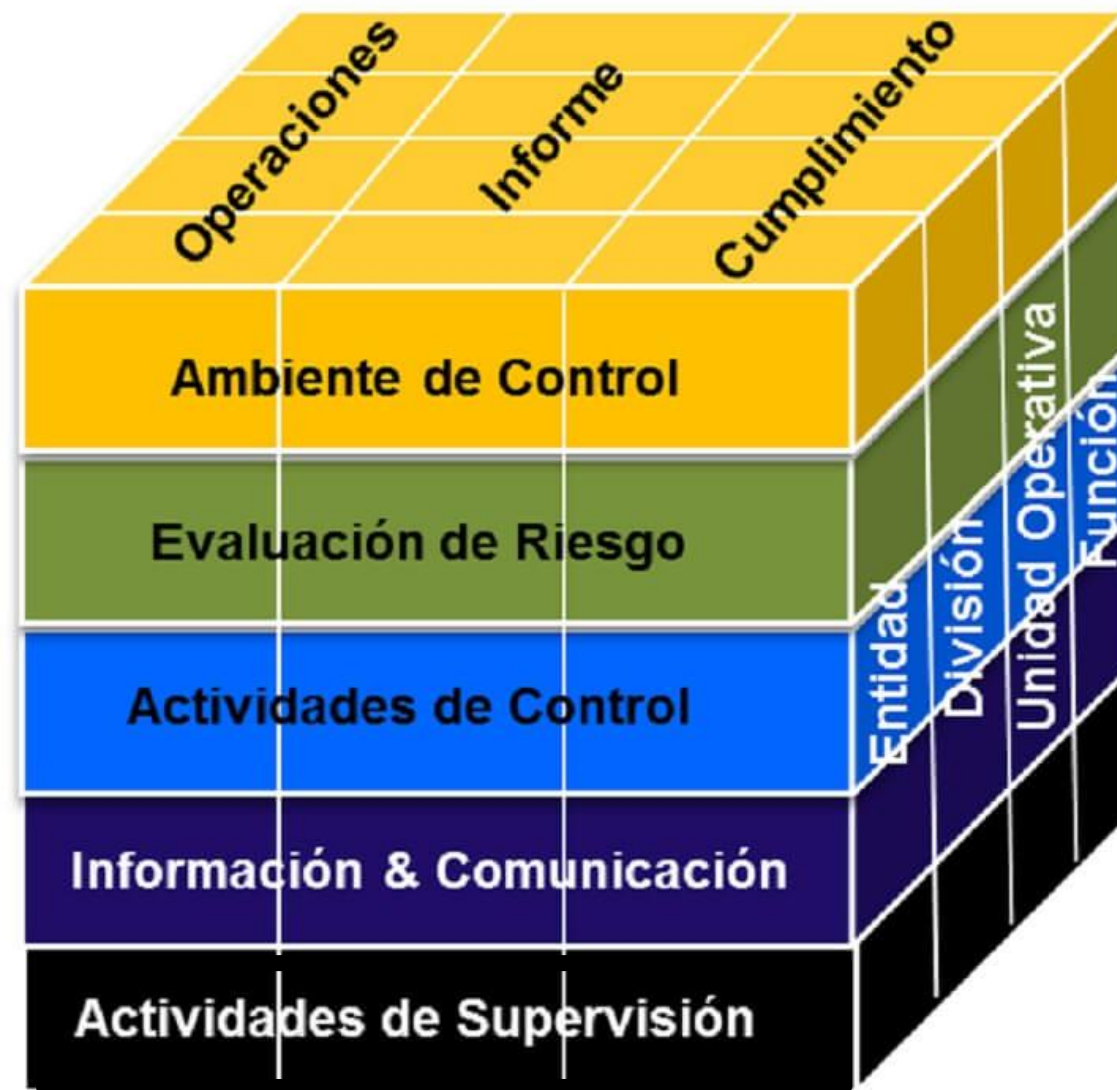 Operaciones
Informe
Cumplimiento
Ambiente de Control
Evaluación de Riesgo
Actividades de Control
Información & Comunicación
Actividades de Supervisión
Entidad
División
Unidad Operativa
Función